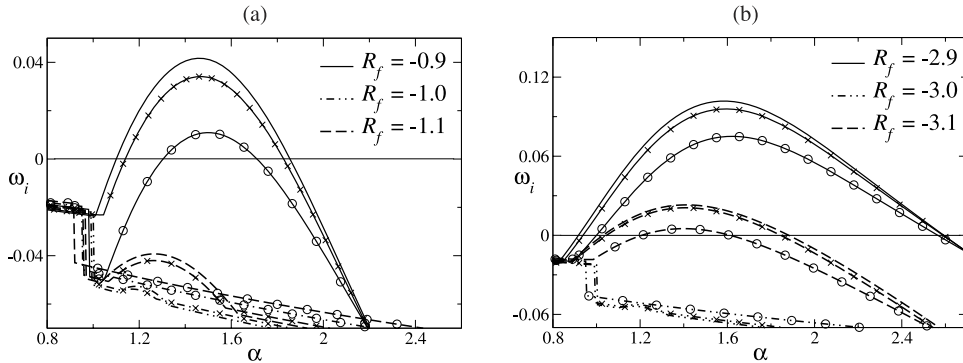 (a)
(b)
0.04
0
-0.04
ω_i
0.8
1.2
1.6
2
2.4
α
R_f = -0.9
R_f = -1.0
R_f = -1.1
0.12
0.06
0
-0.06
ω_i
0.8
1
1.4
1.8
2.2
2.6
α
R_f = -2.9
R_f = -3.0
R_f = -3.1